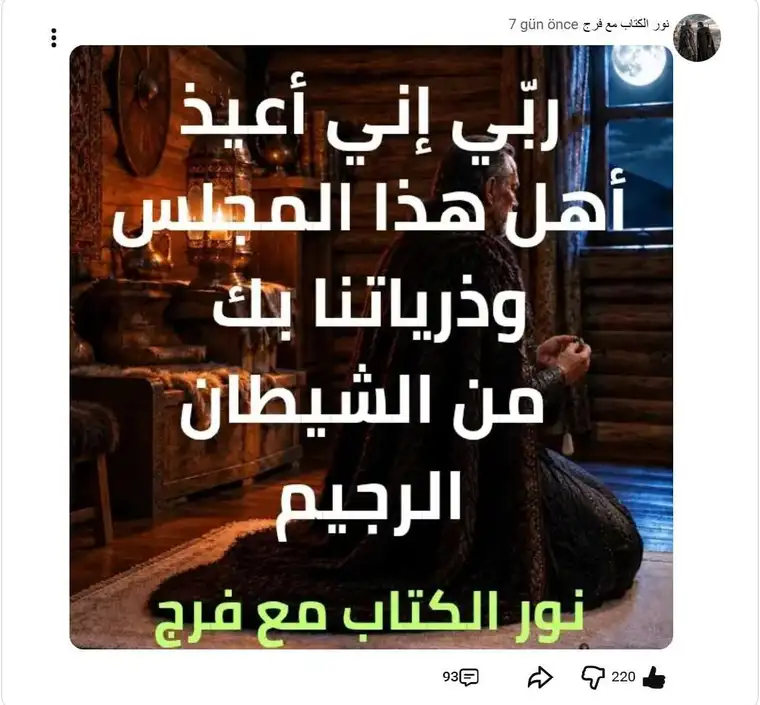 نور الكتاب مع فرج 7 gün önce
ربّي إني أعيذ
أهل هذا المجلس
وذرياتنا بك
من الشيطان
الرجيم
نور الكتاب مع فرج
220
93